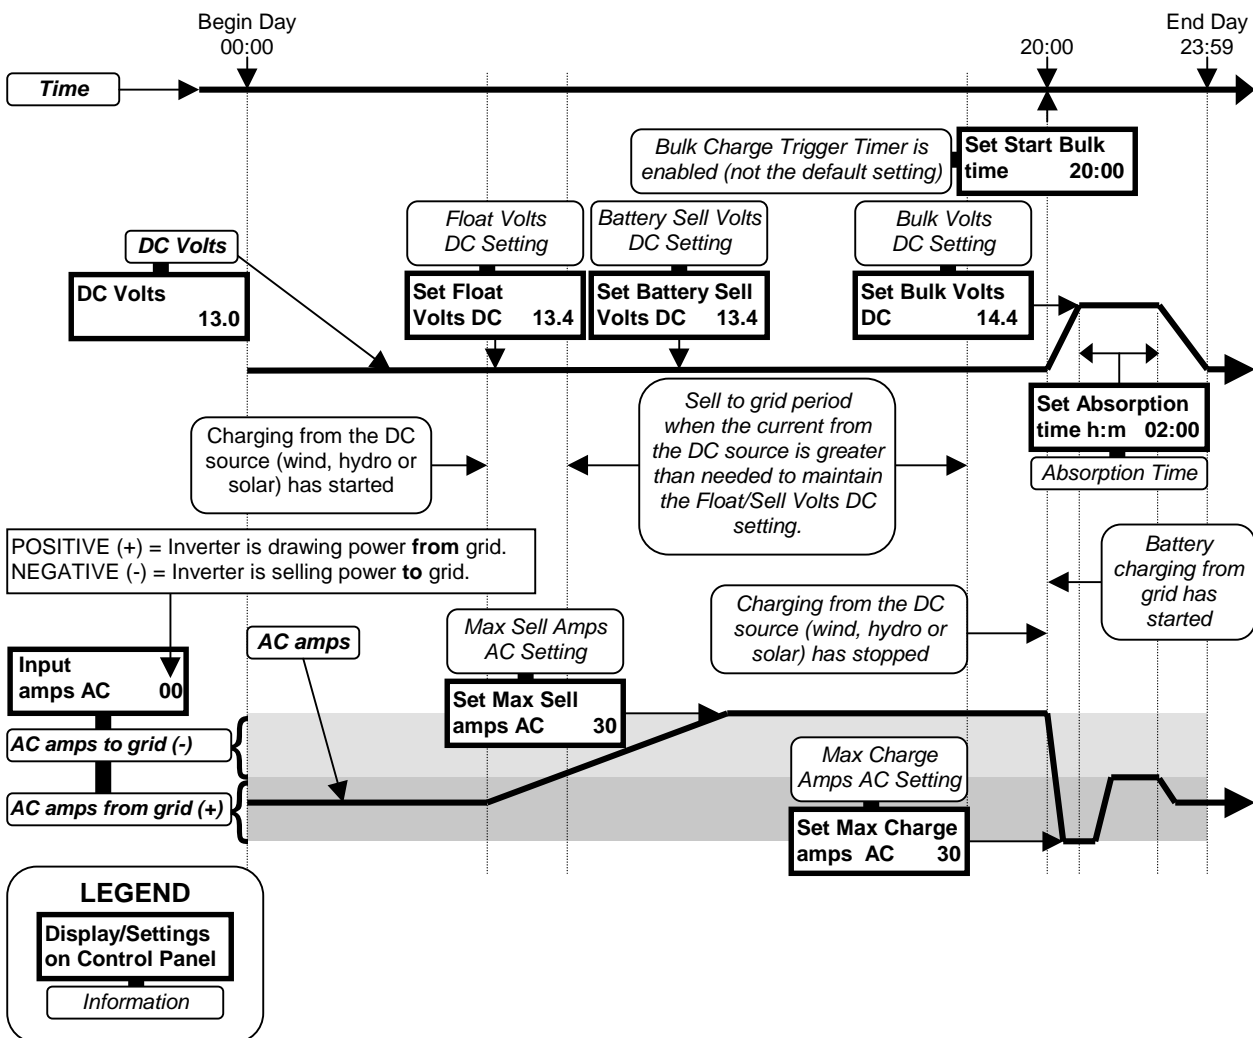 Begin Day
00:00
20:00
End Day
23:59
Time
Bulk Charge Trigger Timer is
enabled (not the default setting)
Set Start Bulk
time 20:00
DC Volts
DC Volts
13.0
Float Volts
DC Setting
Set Float
Volts DC 13.4
Battery Sell Volts
DC Setting
Set Battery Sell
Volts DC 13.4
Bulk Volts
DC Setting
Set Bulk Volts
DC 14.4
Set Absorption
time h:m 02:00
Absorption Time
Charging from the DC
source (wind, hydro or
solar) has started
Sell to grid period
when the current from
the DC source is greater
than needed to maintain
the Float/Sell Volts DC
setting.
POSITIVE (+) = Inverter is drawing power from grid.
NEGATIVE (-) = Inverter is selling power to grid.
Battery
charging from
grid has
started
Charging from the DC
source (wind, hydro or
solar) has stopped
Input
amps AC 00
AC amps
Max Sell Amps
AC Setting
Set Max Sell
amps AC 30
AC amps to grid (-)
AC amps from grid (+)
Max Charge
Amps AC Setting
Set Max Charge
amps AC 30
LEGEND
Display/Settings
on Control Panel
Information